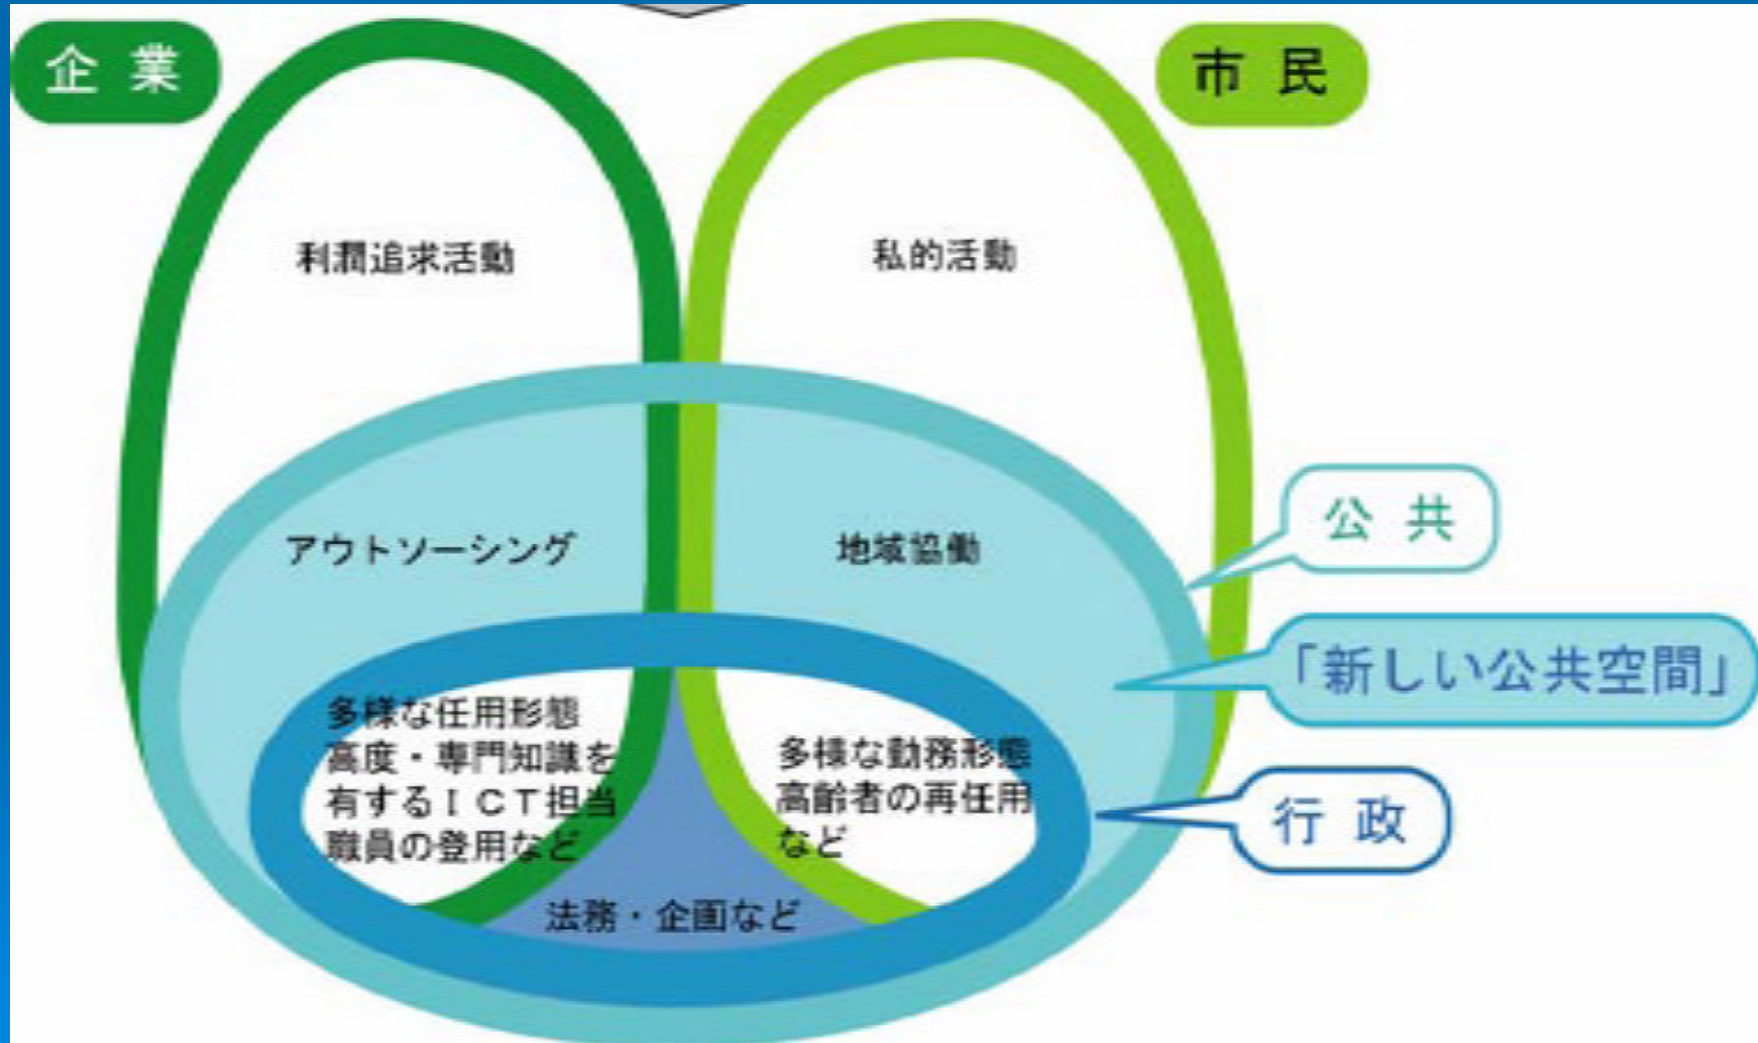 企業
市民
利潤追求活動
私的活動
アウトソーシング
地域協働
公共
「新しい公共空間」
多様な任用形態
高度・専門知識を
有するICT担当
職員の登用など
多様な勤務形態
高齢者の再任用
など
行政
法務・企画など